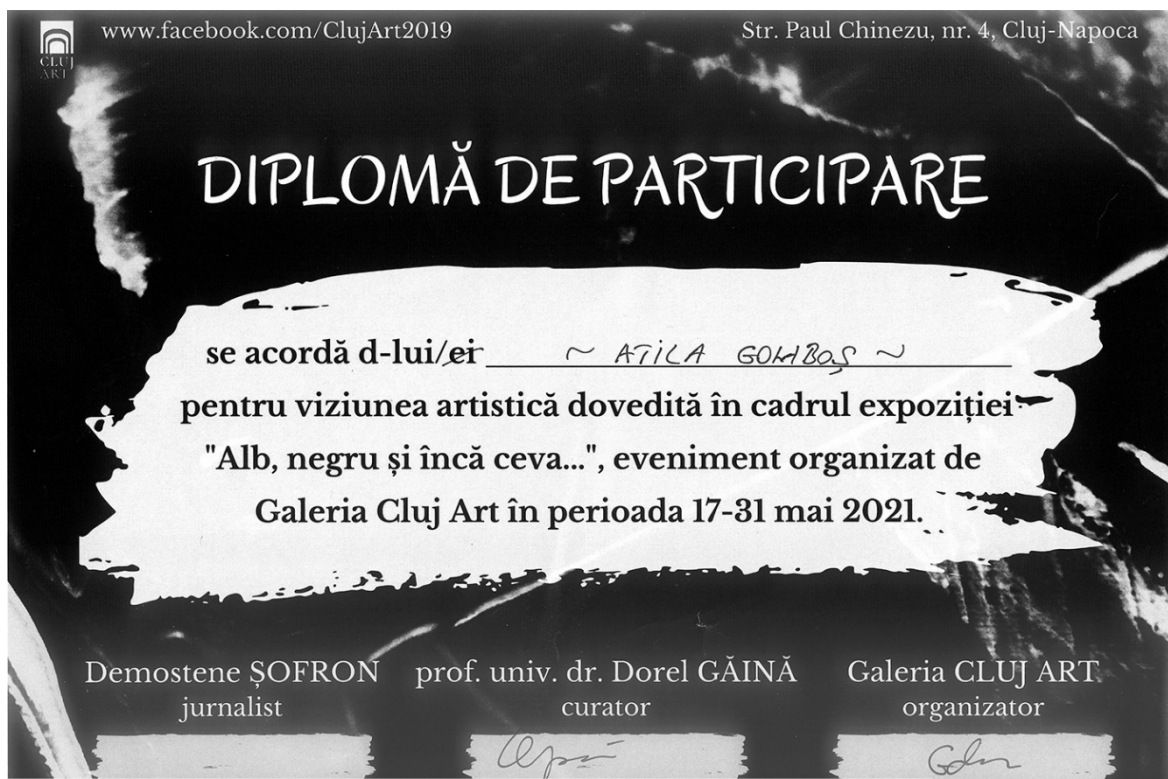 www.facebook.com/ClujArt2019
Str. Paul Chinezu, nr. 4, Cluj-Napoca
CLUJ
ART
DIPLOMĂ DE PARTICIPARE
se acordă d-lui/ei ~ ATILA GOMBOȘ ~
pentru viziunea artistică dovedită în cadrul expoziției
"Alb, negru și încă ceva...", eveniment organizat de
Galeria Cluj Art în perioada 17-31 mai 2021.
Demostene ȘOFRON
jurnalist
prof. univ. dr. Dorel GĂINĂ
curator
Galeria CLUJ ART
organizator